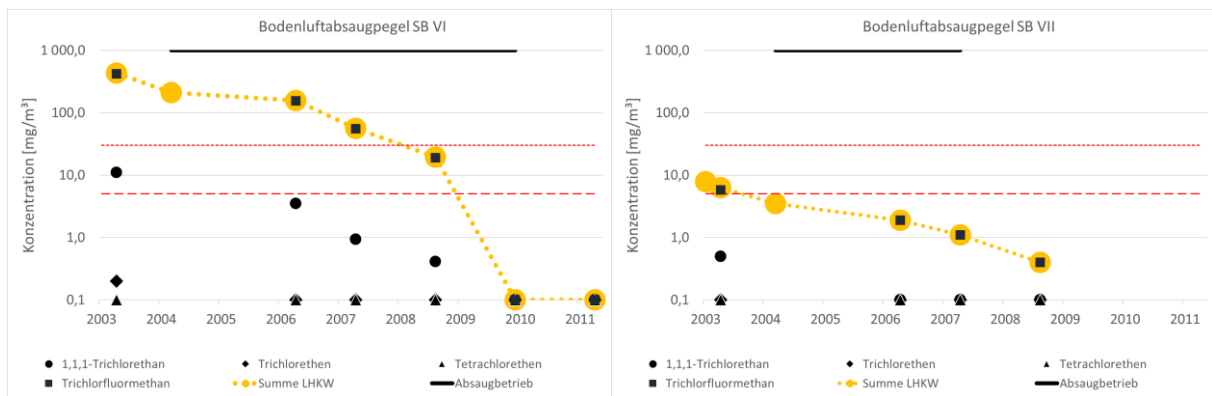 Bodenluftabsaugpegel SB VI
1 000,0
100,0
10,0
1,0
0,1
Konzentration [mg/m³]
2003 2004 2005 2006 2007 2008 2009 2010 2011
1,1,1-Trichlorethan Trichlorethen Tetrachlorethen
Trichlorfluormethan Summe LHKW Absaugbetrieb
Bodenluftabsaugpegel SB VII
1 000,0
100,0
10,0
1,0
0,1
Konzentration [mg/m³]
2003 2004 2005 2006 2007 2008 2009 2010 2011
1,1,1-Trichlorethan Trichlorethen Tetrachlorethen
Trichlorfluormethan Summe LHKW Absaugbetrieb